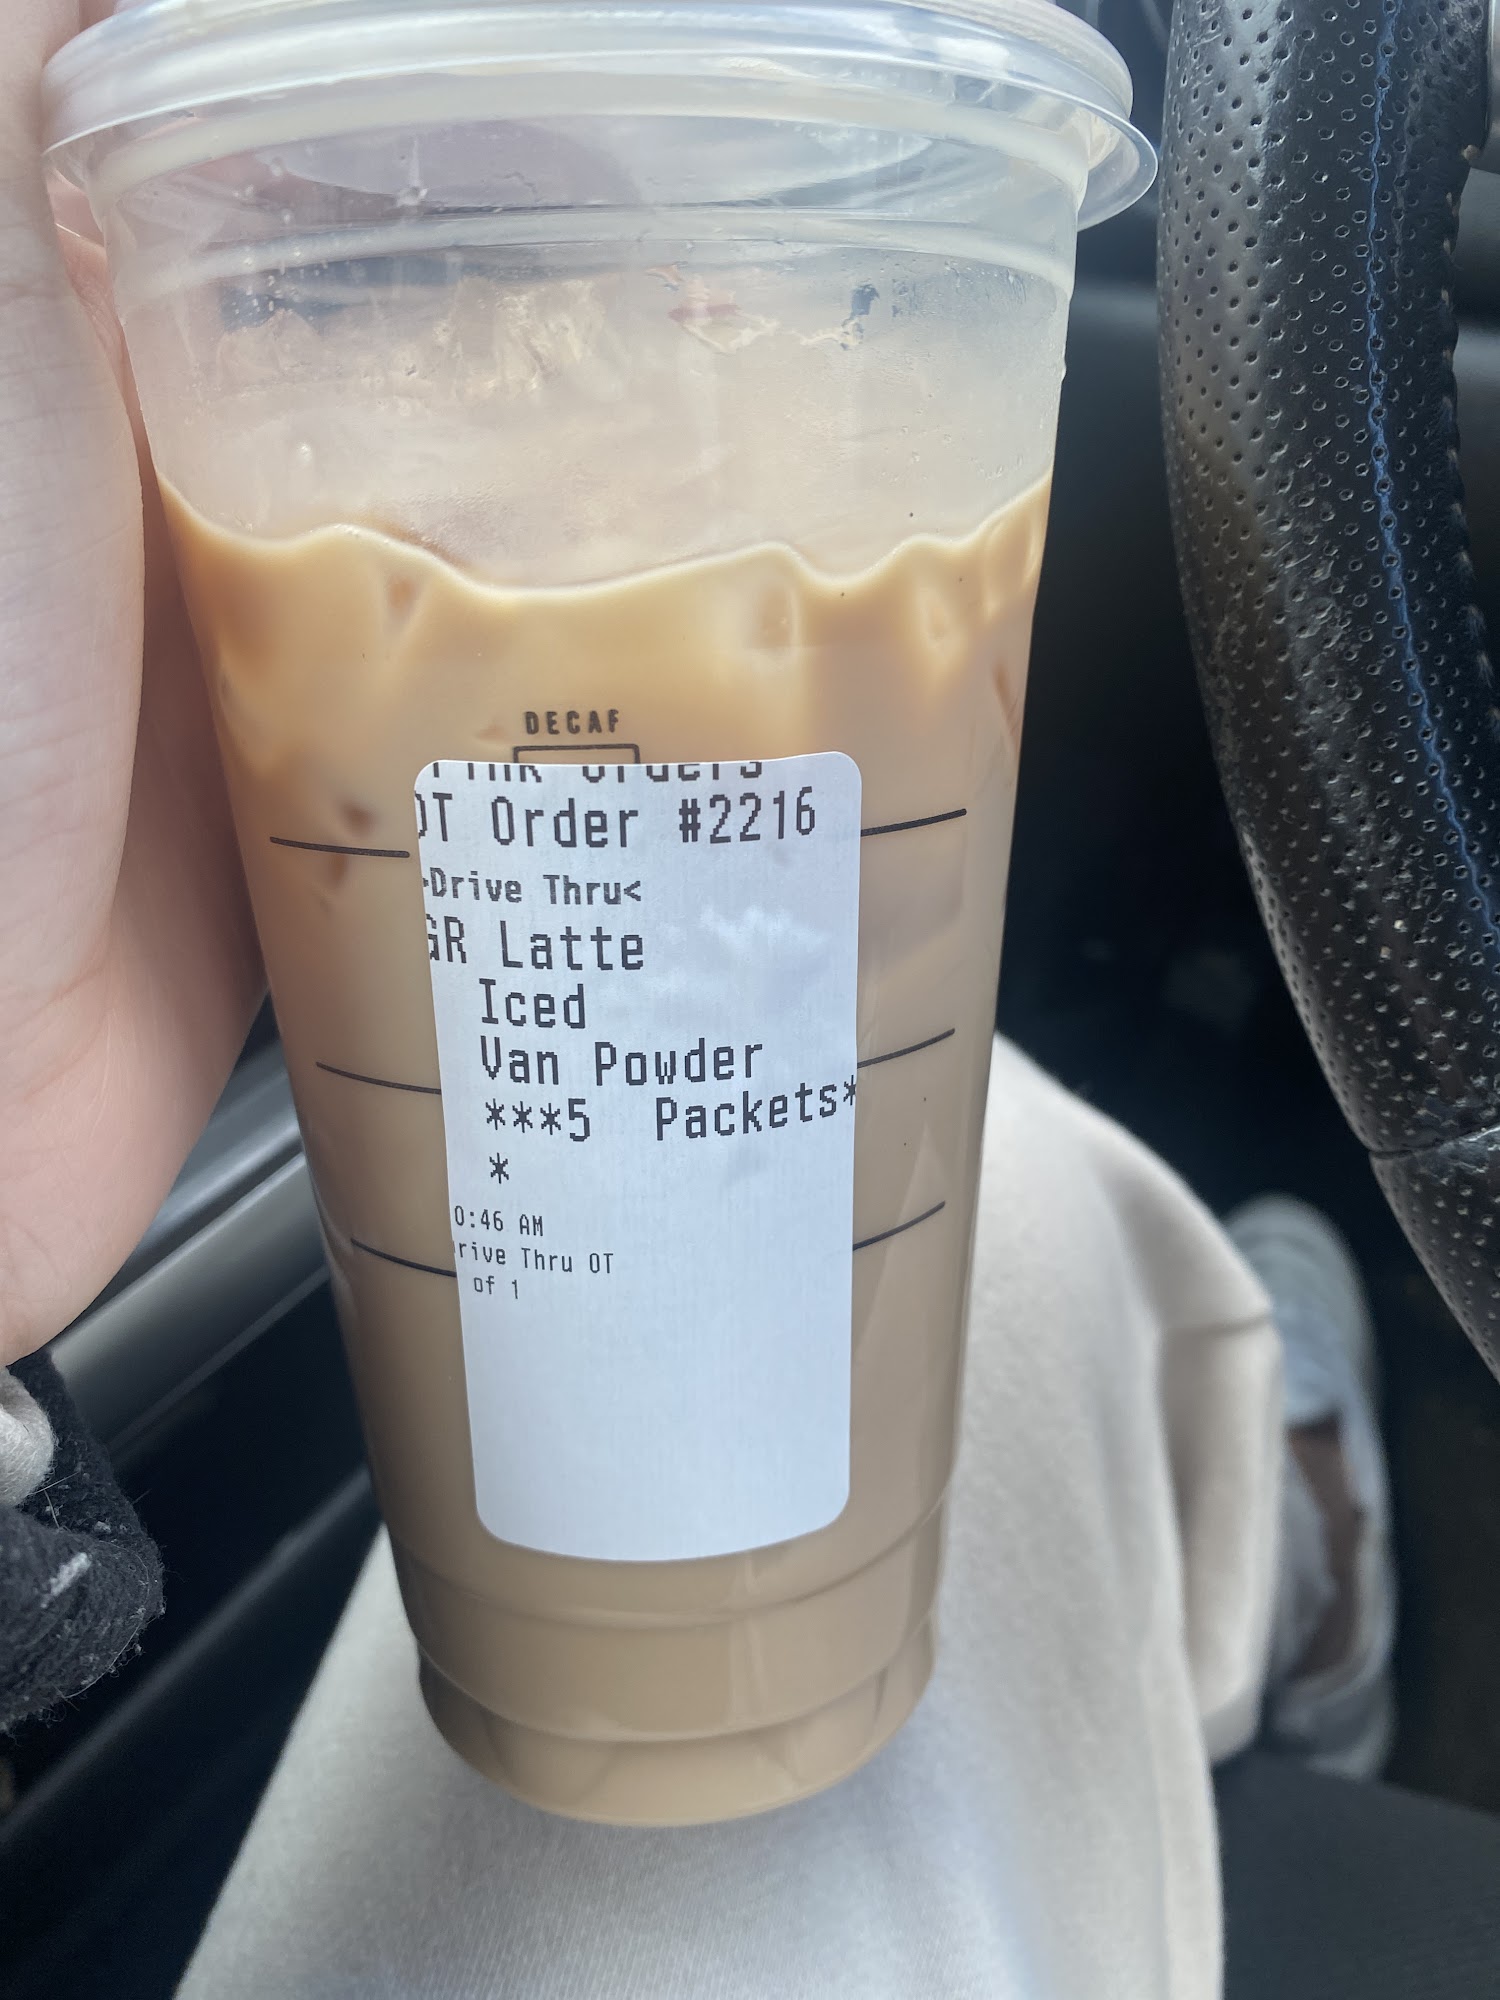 DECAF
OT Order #2216
>Drive Thru<
GR Latte
Iced
Van Powder
***5 Packets*
*
0:46 AM
rive Thru OT
of 1